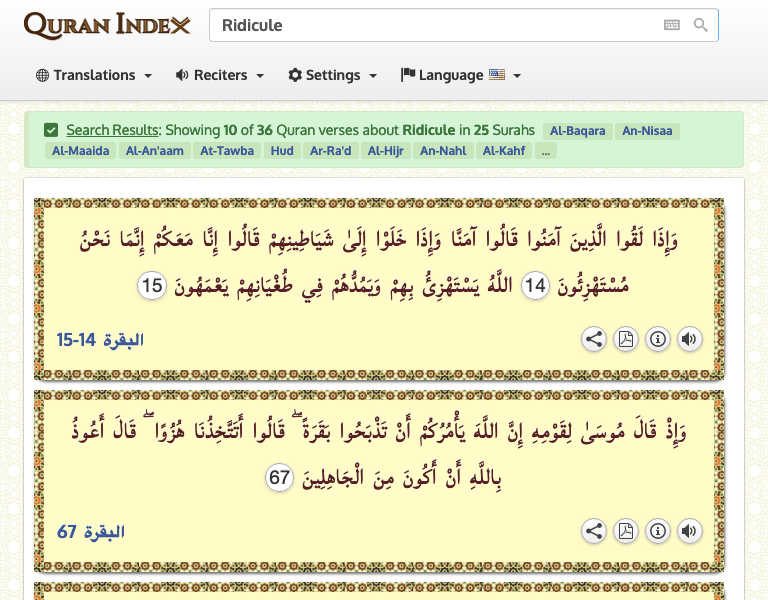 QURAN INDEX
Ridicule
Translations Reciters Settings Language
Search Results: Showing 10 of 36 Quran verses about Ridicule in 25 Surahs Al-Baqara An-Nisaa
Al-Maaida Al-An'aam At-Tawba Hud Ar-Ra'd Al-Hijr An-Nahl Al-Kahf ...
وَإِذَا لَقُوا الَّذِينَ آمَنُوا قَالُوا آمَنَّا وَإِذَا خَلَوْا إِلَىٰ شَيَاطِينِهِمْ قَالُوا إِنَّا مَعَكُمْ إِنَّمَا نَحْنُ
مُسْتَهْزِئُونَ 14 اللَّهُ يَسْتَهْزِئُ بِهِمْ وَيَمُدُّهُمْ فِي طُغْيَانِهِمْ يَعْمَهُونَ 15
البقرة 14-15
وَإِذْ قَالَ مُوسَىٰ لِقَوْمِهِ إِنَّ اللَّهَ يَأْمُرُكُمْ أَنْ تَذْبَحُوا بَقَرَةً ۖ قَالُوا أَتَتَّخِذُنَا هُزُوًا ۖ قَالَ أَعُوذُ
بِاللَّهِ أَنْ أَكُونَ مِنَ الْجَاهِلِينَ 67
البقرة 67